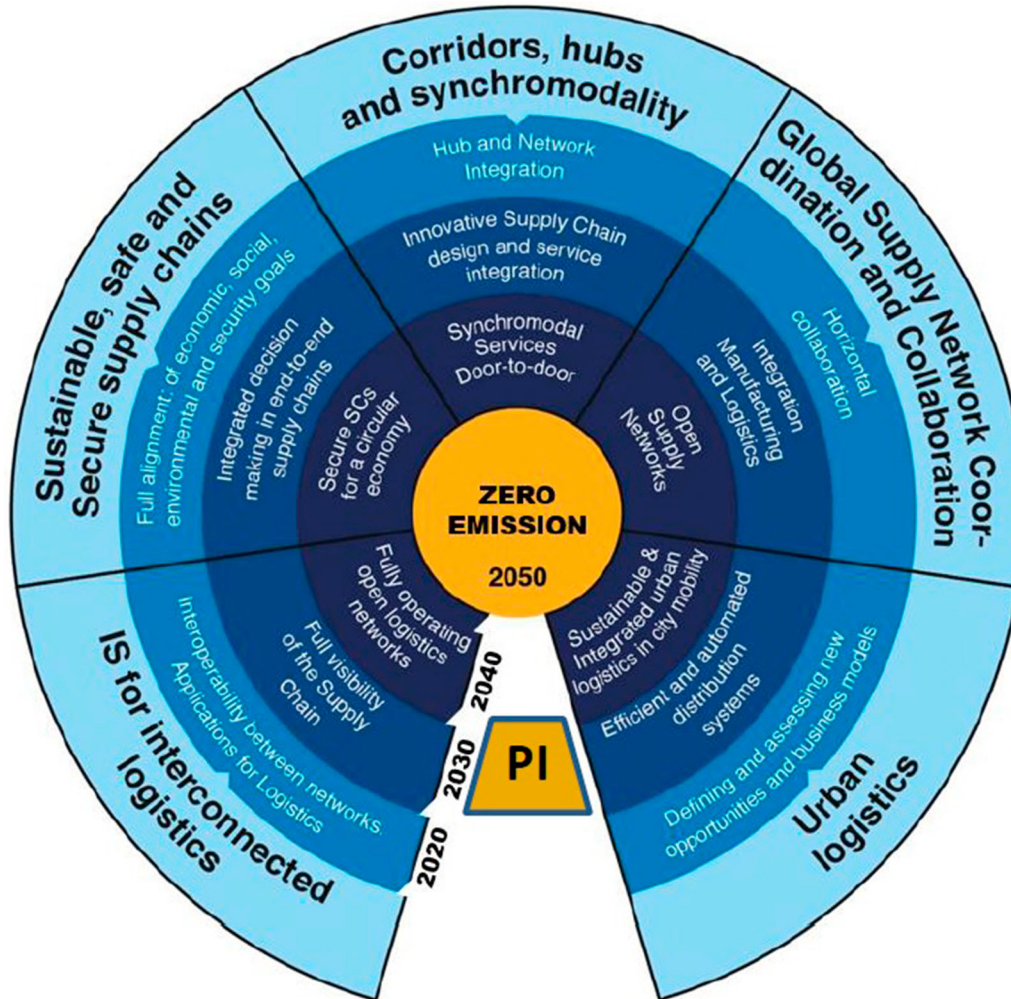 Corridors, hubs
and synchromodality
Hub and Network
Integration
Innovative Supply Chain
design and service
integration
Synchromodal
Services
Door-to-door
Global Supply Network Coor-
dination and Collaboration
Horizontal
collaboration
Integration
Manufacturing
and Logistics
Open
Supply
Networks
Urban
logistics
Defining and assessing new
opportunities and business models
Efficient and automated
distribution
systems
Sustainable &
Integrated urban
logistics in city mobility
IS for interconnected
logistics
Interoperability between networks.
Applications for Logistics
Full visibility
of the Supply
Chain
Fully operating
open logistics
networks
Sustainable, safe and
Secure supply chains
Full alignment: of economic, social,
environmental and security goals
Integrated decision
making in end-to-end
supply chains
Secure SCs
for a circular
economy
ZERO
EMISSION
2050
2040
2030
2020
PI